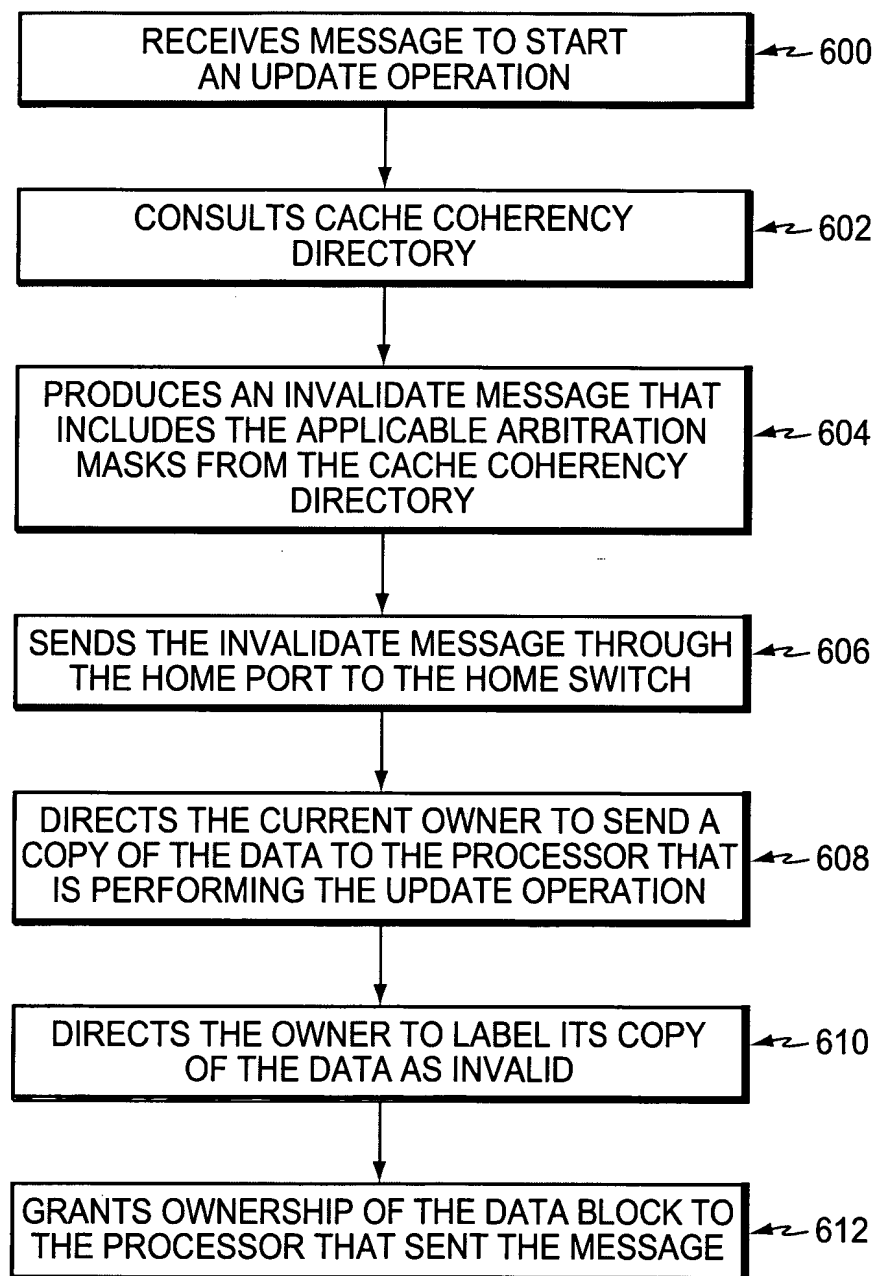 RECEIVES MESSAGE TO START
AN UPDATE OPERATION
600
CONSULTS CACHE COHERENCY
DIRECTORY
602
PRODUCES AN INVALIDATE MESSAGE THAT
INCLUDES THE APPLICABLE ARBITRATION
MASKS FROM THE CACHE COHERENCY
DIRECTORY
604
SENDS THE INVALIDATE MESSAGE THROUGH
THE HOME PORT TO THE HOME SWITCH
606
DIRECTS THE CURRENT OWNER TO SEND A
COPY OF THE DATA TO THE PROCESSOR THAT
IS PERFORMING THE UPDATE OPERATION
608
DIRECTS THE OWNER TO LABEL ITS COPY
OF THE DATA AS INVALID
610
GRANTS OWNERSHIP OF THE DATA BLOCK TO
THE PROCESSOR THAT SENT THE MESSAGE
612